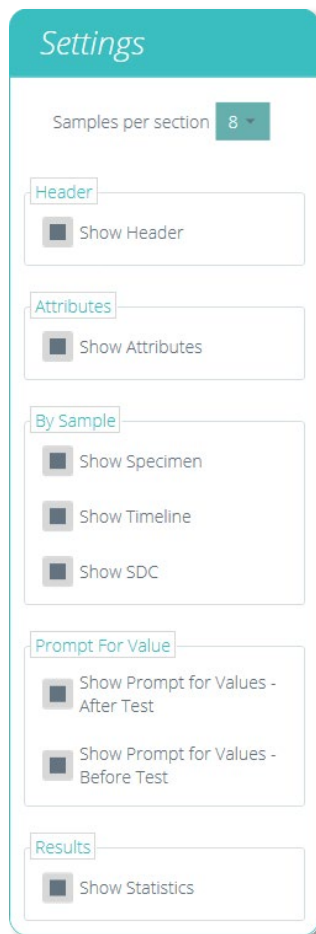 Settings
Samples per section 8
Header
Show Header
Attributes
Show Attributes
By Sample
Show Specimen
Show Timeline
Show SDC
Prompt For Value
Show Prompt for Values -
After Test
Show Prompt for Values -
Before Test
Results
Show Statistics